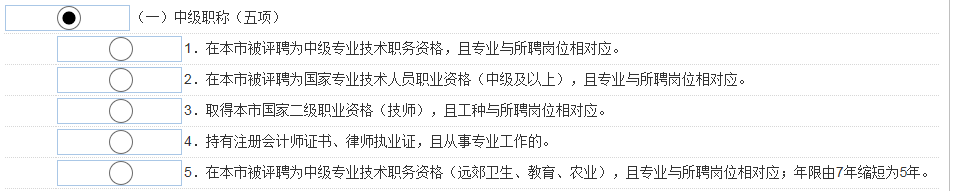 （一）中级职称（五项）
1．在本市被评聘为中级专业技术职务资格，且专业与所聘岗位相对应。
2．在本市被评聘为国家专业技术人员职业资格（中级及以上），且专业与所聘岗位相对应。
3．取得本市国家二级职业资格（技师），且工种与所聘岗位相对应。
4．持有注册会计师证书、律师执业证，且从事专业工作的。
5．在本市被评聘为中级专业技术职务资格（远郊卫生、教育、农业），且专业与所聘岗位相对应；年限由7年缩短为5年。